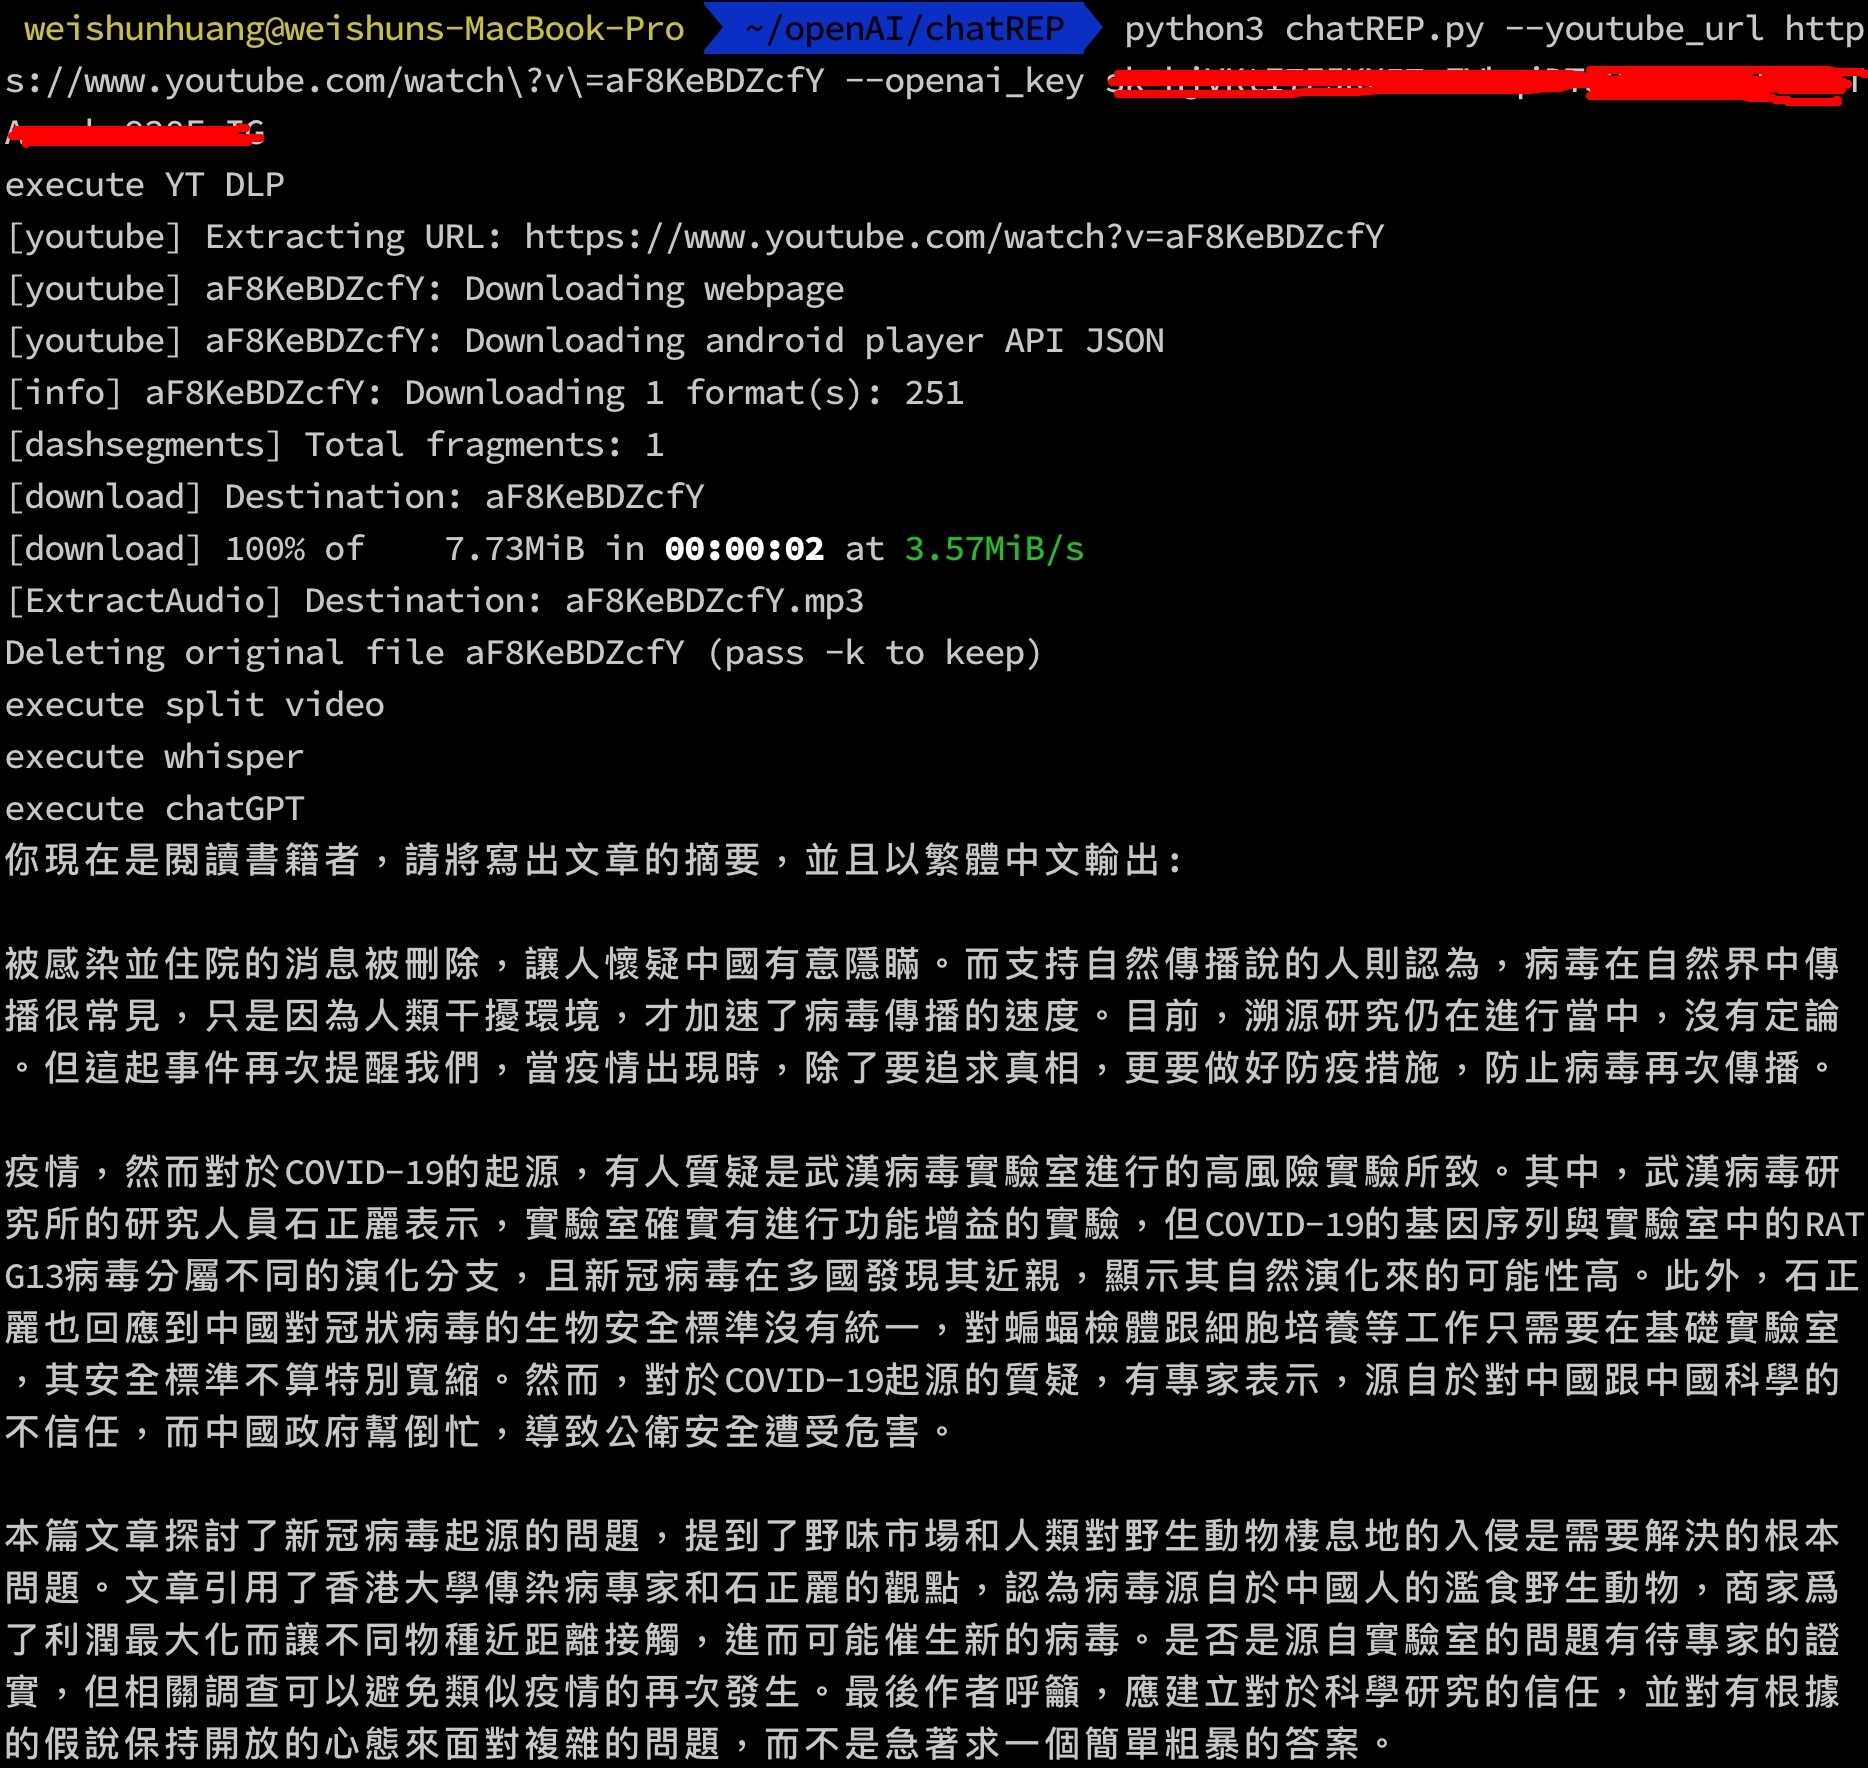 weishunhuang@weishuns-MacBook-Pro ~/openAI/chatREP python3 chatREP.py --youtube_url http
s://www.youtube.com/watch\?v\=aF8KeBDZcfY --openai_key
execute YT DLP
[youtube] Extracting URL: https://www.youtube.com/watch?v=aF8KeBDZcfY
[youtube] aF8KeBDZcfY: Downloading webpage
[youtube] aF8KeBDZcfY: Downloading android player API JSON
[info] aF8KeBDZcfY: Downloading 1 format(s): 251
[dashsegments] Total fragments: 1
[download] Destination: aF8KeBDZcfY
[download] 100% of    7.73MiB in 00:00:02 at 3.57MiB/s
[ExtractAudio] Destination: aF8KeBDZcfY.mp3
Deleting original file aF8KeBDZcfY (pass -k to keep)
execute split video
execute whisper
execute chatGPT
你現在是閱讀書籍者，請將寫出文章的摘要，並且以繁體中文輸出:
被感染並住院的消息被刪除，讓人懷疑中國有意隱瞞。而支持自然傳播說的人則認為，病毒在自然界中傳
播很常見，只是因為人類干擾環境，才加速了病毒傳播的速度。目前，溯源研究仍在進行當中，沒有定論
。但這起事件再次提醒我們，當疫情出現時，除了要追求真相，更要做好防疫措施，防止病毒再次傳播。
疫情，然而對於COVID-19的起源，有人質疑是武漢病毒實驗室進行的高風險實驗所致。其中，武漢病毒研
究所的研究人員石正麗表示，實驗室確實有進行功能增益的實驗，但COVID-19的基因序列與實驗室中的RAT
G13病毒分屬不同的演化分支，且新冠病毒在多國發現其近親，顯示其自然演化來的可能性高。此外，石正
麗也回應到中國對冠狀病毒的生物安全標準沒有統一，對蝙蝠檢體跟細胞培養等工作只需要在基礎實驗室
，其安全標準不算特別寬縮。然而，對於COVID-19起源的質疑，有專家表示，源自於對中國跟中國科學的
不信任，而中國政府幫倒忙，導致公衛安全遭受危害。
本篇文章探討了新冠病毒起源的問題，提到了野味市場和人類對野生動物棲息地的入侵是需要解決的根本
問題。文章引用了香港大學傳染病專家和石正麗的觀點，認為病毒源自於中國人的濫食野生動物，商家爲
了利潤最大化而讓不同物種近距離接觸，進而可能催生新的病毒。是否是源自實驗室的問題有待專家的證
實，但相關調查可以避免類似疫情的再次發生。最後作者呼籲，應建立對於科學研究的信任，並對有根據
的假說保持開放的心態來面對複雜的問題，而不是急著求一個簡單粗暴的答案。